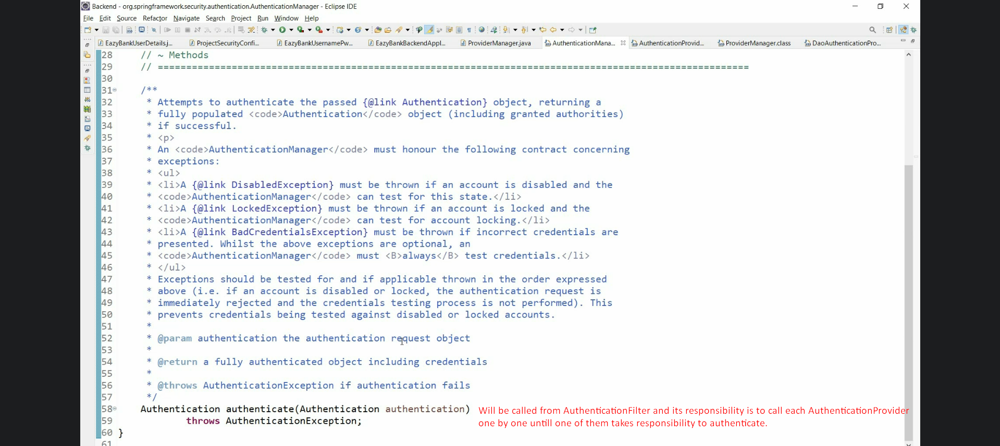 Backend - org.springframework.security.authentication.AuthenticationManager - Eclipse IDE
File Edit Source Refactor Navigate Search Project Run Window Help
EazyBankUserDetails.j... ProjectSecurityConfi... EazyBankUsernamePw... EazyBankBackendAppl... ProviderManager.java AuthenticationMana... AuthenticationProvid... ProviderManager.class DaoAuthenticationPro...
28 // ~ Methods
29 // =======================================================================================================
30
31 /**
32 * Attempts to authenticate the passed {@link Authentication} object, returning a
33 * fully populated <code>Authentication</code> object (including granted authorities)
34 * if successful.
35 * <p>
36 * An <code>AuthenticationManager</code> must honour the following contract concerning
37 * exceptions:
38 * <ul>
39 * <li>A {@link DisabledException} must be thrown if an account is disabled and the
40 * <code>AuthenticationManager</code> can test for this state.</li>
41 * <li>A {@link LockedException} must be thrown if an account is locked and the
42 * <code>AuthenticationManager</code> can test for account locking.</li>
43 * <li>A {@link BadCredentialsException} must be thrown if incorrect credentials are
44 * presented. Whilst the above exceptions are optional, an
45 * <code>AuthenticationManager</code> must <B>always</B> test credentials.</li>
46 * </ul>
47 * Exceptions should be tested for and if applicable thrown in the order expressed
48 * above (i.e. if an account is disabled or locked, the authentication request is
49 * immediately rejected and the credentials testing process is not performed). This
50 * prevents credentials being tested against disabled or locked accounts.
51 *
52 * @param authentication the authentication request object
53 *
54 * @return a fully authenticated object including credentials
55 *
56 * @throws AuthenticationException if authentication fails
57 */
58 Authentication authenticate(Authentication authentication) Will be called from AuthenticationFilter and its responsibility is to call each AuthenticationProvider
59 throws AuthenticationException; one by one untill one of them takes responsibility to authenticate.
60 }
61